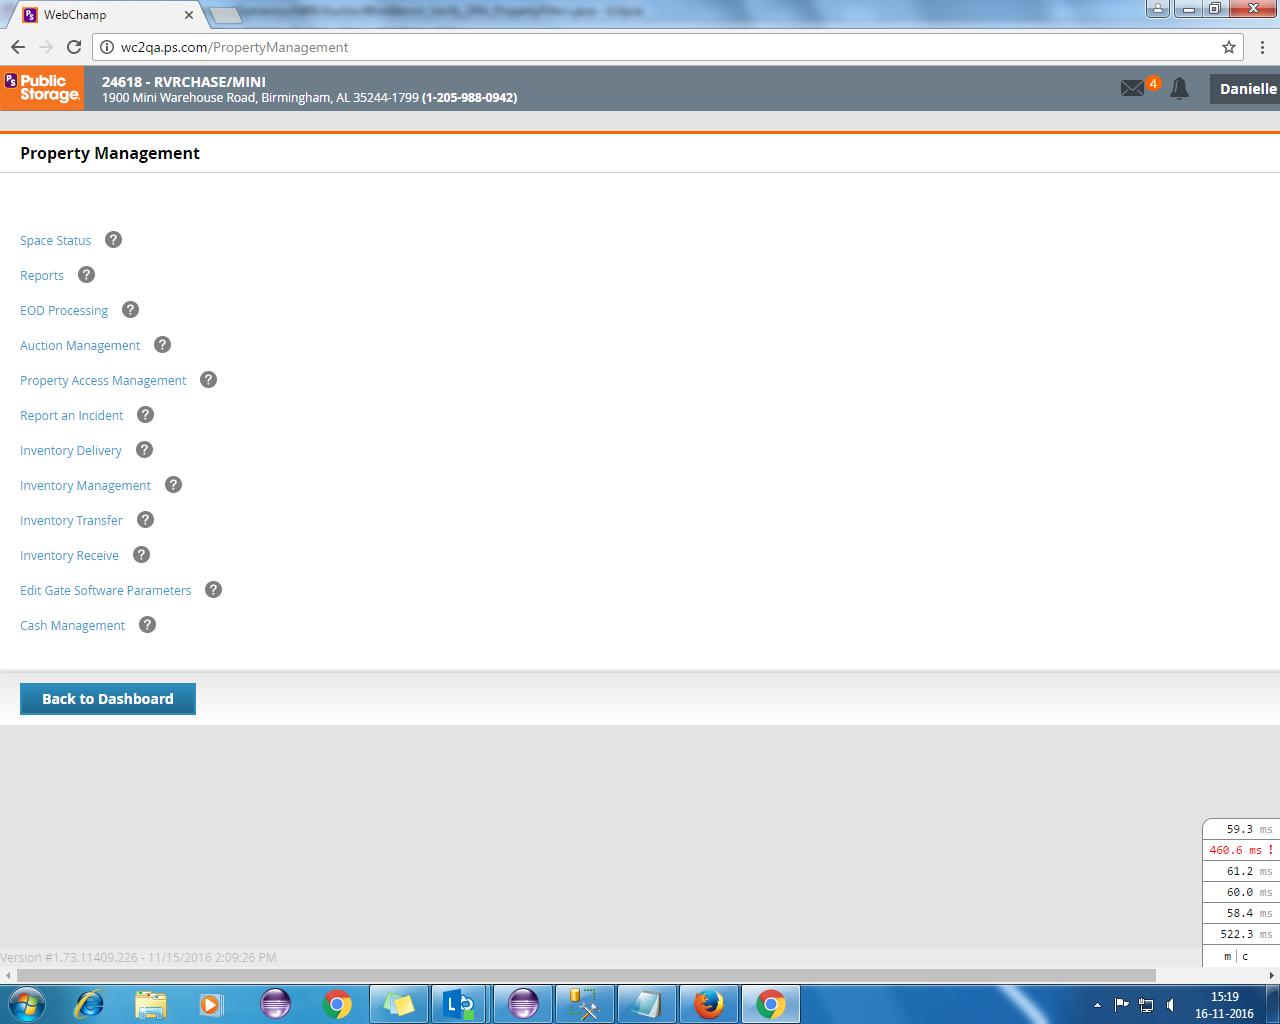 WebChamp
wc2qa.ps.com/PropertyManagement
PS Public Storage.
24618 - RVRCHASE/MINI
1900 Mini Warehouse Road, Birmingham, AL 35244-1799 (1-205-988-0942)
4
Danielle
Property Management
Space Status ?
Reports ?
EOD Processing ?
Auction Management ?
Property Access Management ?
Report an Incident ?
Inventory Delivery ?
Inventory Management ?
Inventory Transfer ?
Inventory Receive ?
Edit Gate Software Parameters ?
Cash Management ?
Back to Dashboard
59.3 ms
460.6 ms !
61.2 ms
60.0 ms
58.4 ms
522.3 ms
m | c
Version #1.73.11409.226 - 11/15/2016 2:09:26 PM
15:19
16-11-2016